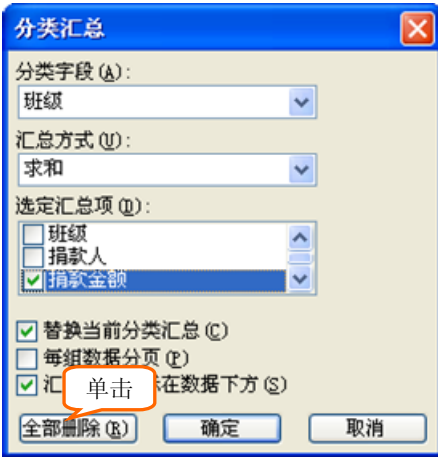 分类汇总
分类字段(A):
班级
汇总方式(U):
求和
选定汇总项(D):
班级
捐款人
捐款金额
替换当前分类汇总(C)
每组数据分页(P)
汇 在数据下方(S)
单击
全部删除(R) 确定 取消